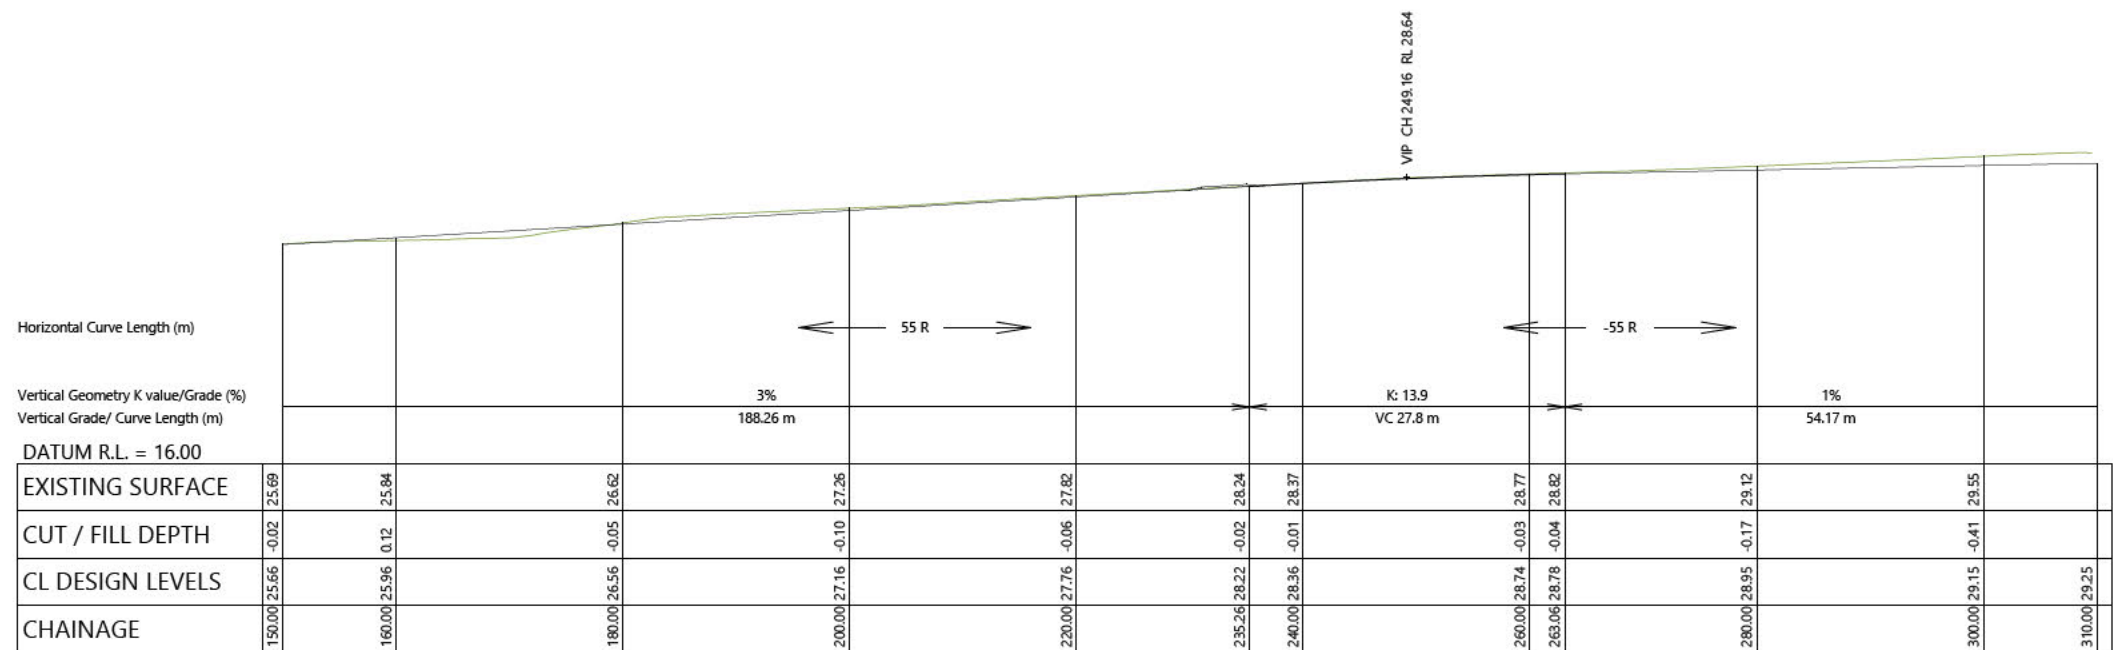 VIP CH 249.16 RL 28.64
Horizontal Curve Length (m)
55 R
-55 R
Vertical Geometry K value/Grade (%)
3%
K: 13.9
1%
Vertical Grade/ Curve Length (m)
188.26 m
VC 27.8 m
54.17 m
DATUM R.L. = 16.00
EXISTING SURFACE 25.69 25.84 26.62 27.26 27.82 28.24 28.37 28.77 28.82 29.12 29.55
CUT / FILL DEPTH -0.02 0.12 -0.05 -0.10 -0.06 -0.02 -0.01 -0.03 -0.04 -0.17 -0.41
CL DESIGN LEVELS 25.66 25.96 26.56 27.16 27.76 28.22 28.36 28.74 28.78 28.95 29.15 29.25
CHAINAGE 150.00 160.00 180.00 200.00 220.00 235.26 240.00 260.00 263.06 280.00 300.00 310.00